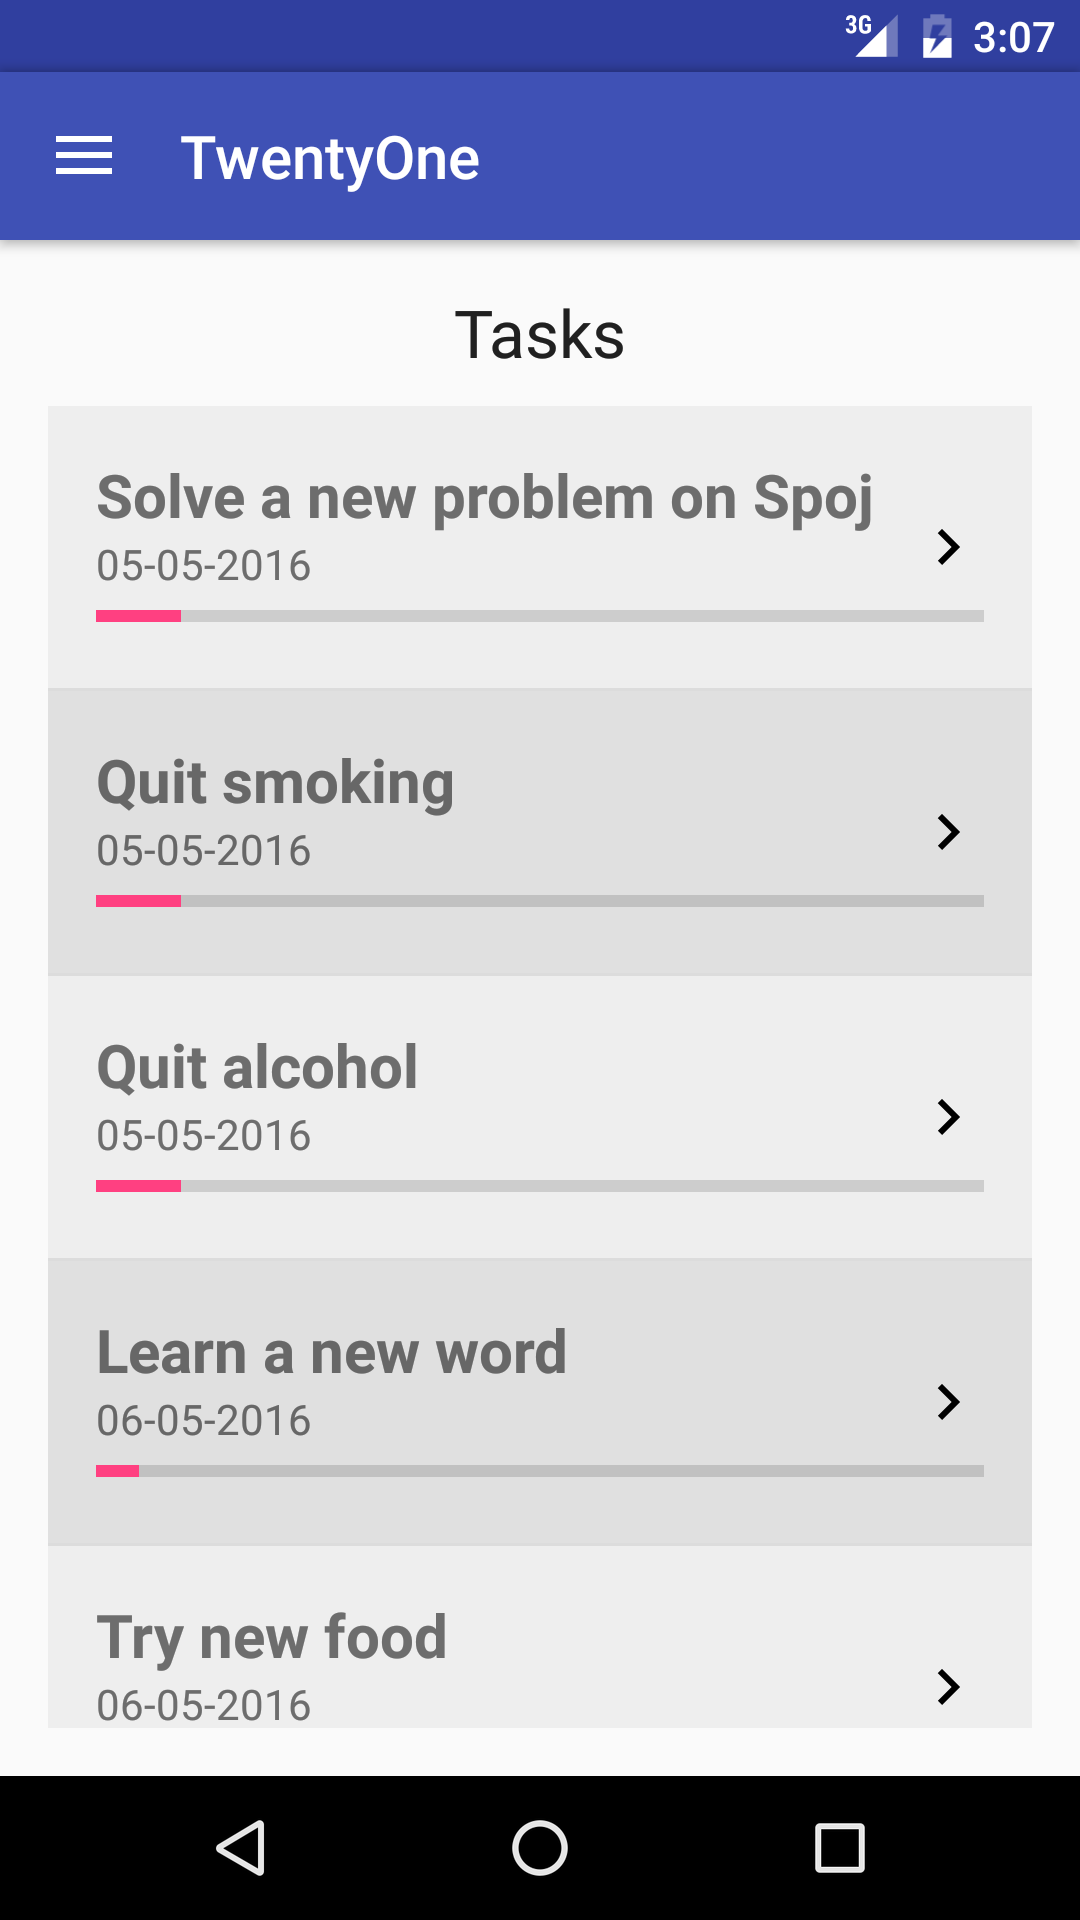 3G 3:07
TwentyOne
Tasks
Solve a new problem on Spoj
05-05-2016
Quit smoking
05-05-2016
Quit alcohol
05-05-2016
Learn a new word
06-05-2016
Try new food
06-05-2016